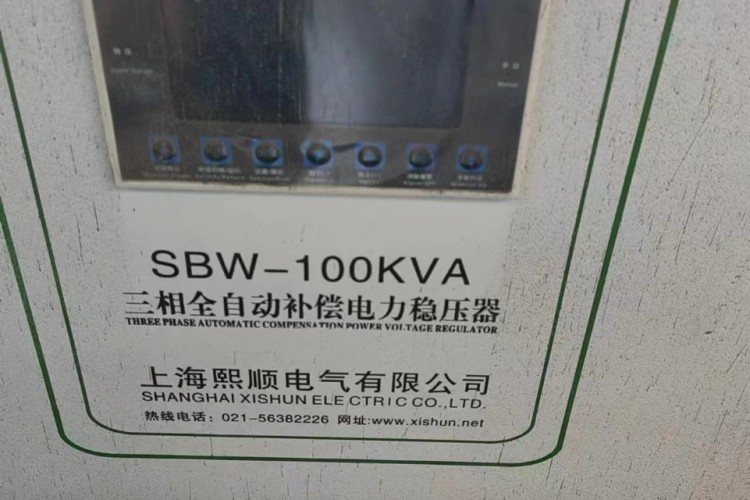 SBW-100KVA
三相全自动补偿电力稳压器
THREE PHASE AUTOMATIC COMPENSATION POWER VOLTAGE REGULATOR
上海熙顺电气有限公司
SHANGHAI XISHUN ELECTRIC CO.,LTD.
热线电话：021-56382226 网址:www.xishun.net